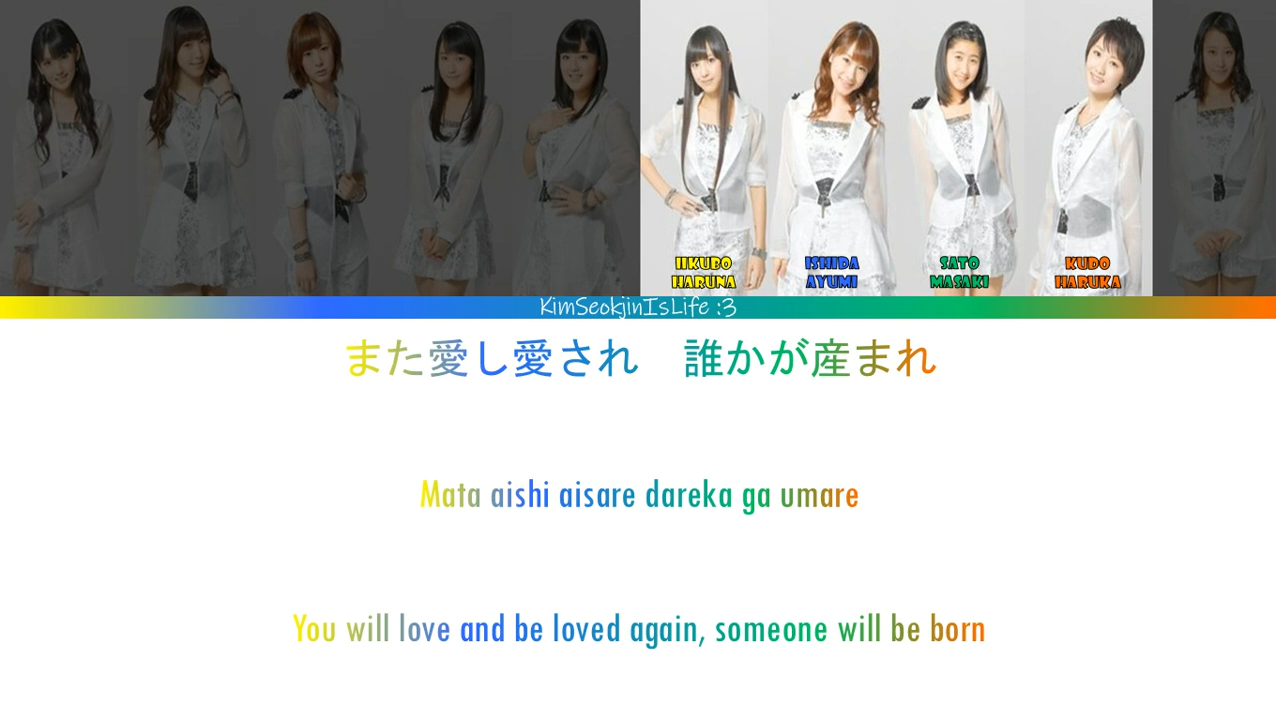 IIKUBO
HARUNA
ISHIDA
AYUMI
SATO
MASAKI
KUDO
HARUKA
KimSeokjinIsLife :3
また愛し愛され　誰かが産まれ
Mata aishi aisare dareka ga umare
You will love and be loved again, someone will be born